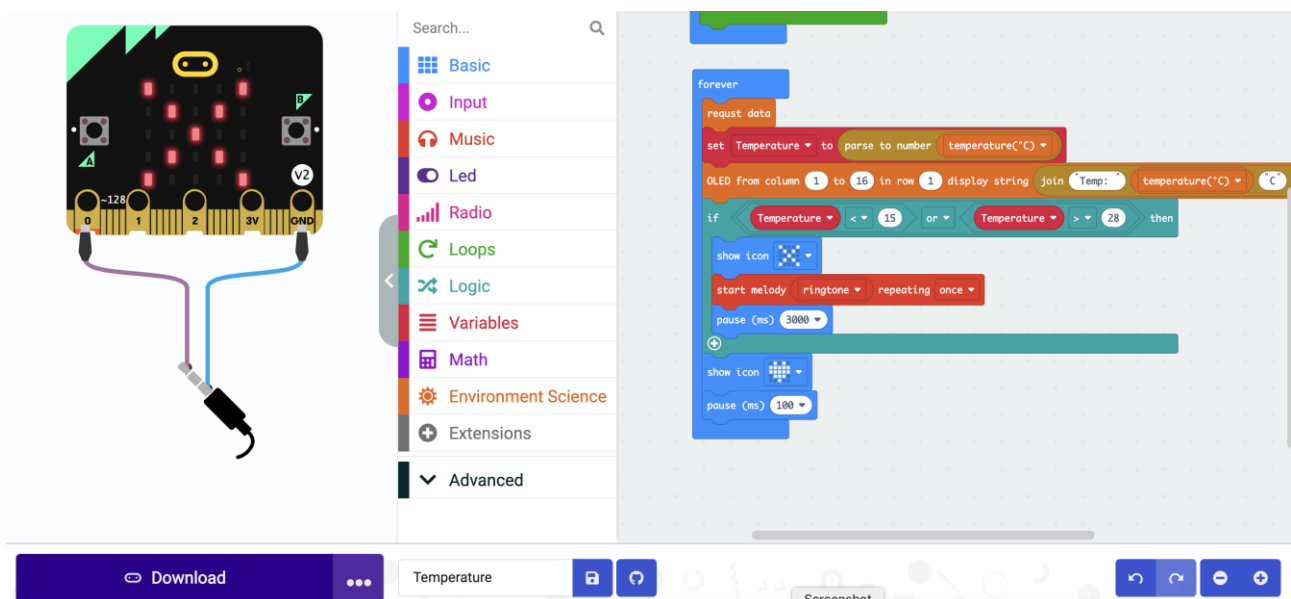 B
A
V2
~128
0 1 2 3V GND
Search...
Basic
Input
Music
Led
Radio
Loops
Logic
Variables
Math
Environment Science
Extensions
Advanced
forever
requst data
set Temperature to parse to number temperature(°C)
OLED from column 1 to 16 in row 1 display string join "Temp: " temperature(°C) "C"
if Temperature < 15 or Temperature > 28 then
show icon
start melody ringtone repeating once
pause (ms) 3000
show icon
pause (ms) 100
Download
Temperature
Screenshot